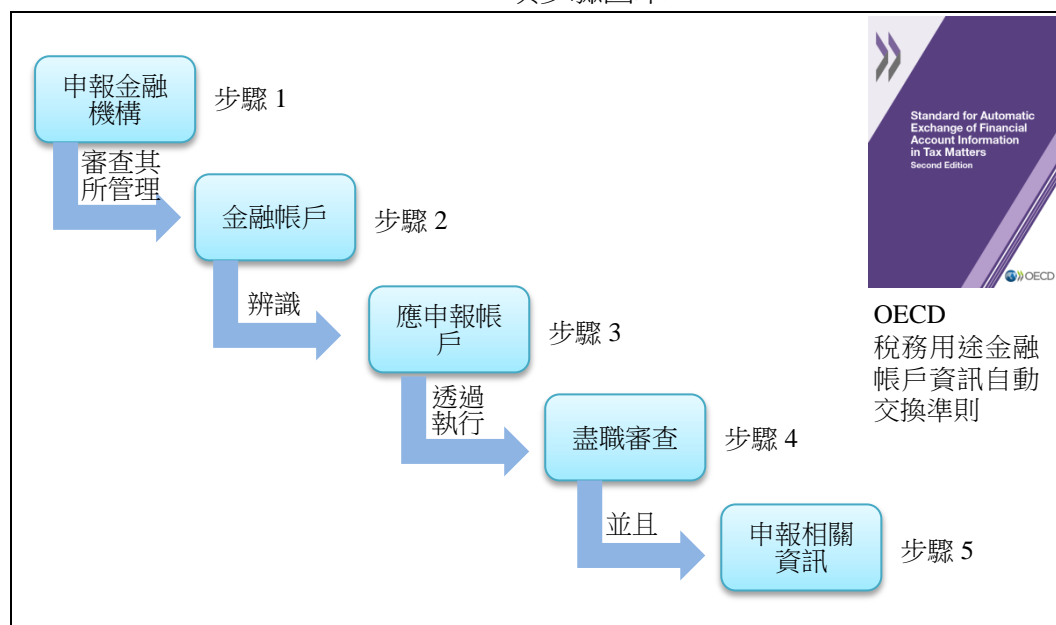 申報金融
機構
步驟 1
審查其
所管理
金融帳戶
步驟 2
辨識
應申報帳
戶
步驟 3
透過
執行
盡職審查
步驟 4
並且
申報相關
資訊
步驟 5
Standard for Automatic
Exchange of Financial
Account Information
in Tax Matters
Second Edition
OECD
OECD
稅務用途金融
帳戶資訊自動
交換準則